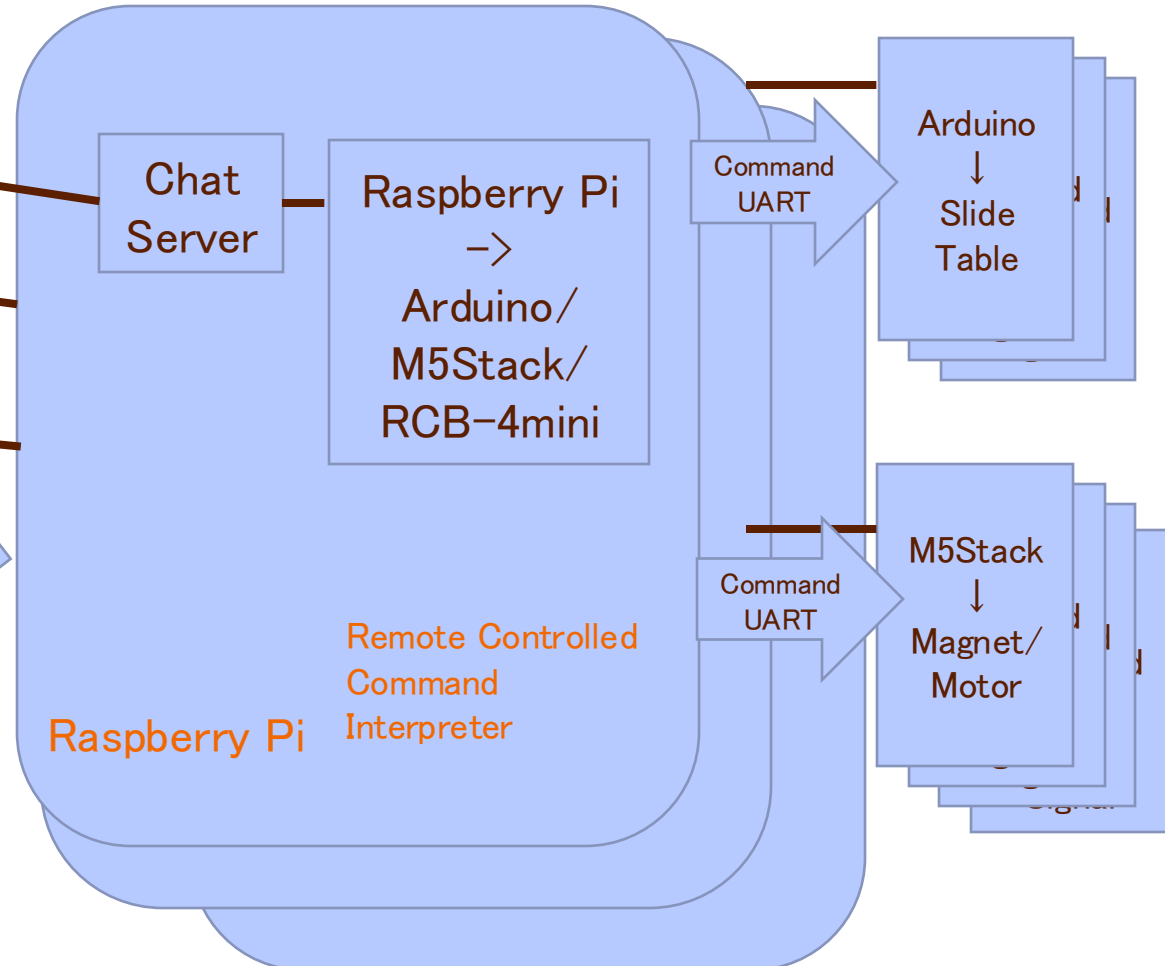 Chat
Server
Raspberry Pi
->
Arduino/
M5Stack/
RCB-4mini
Remote Controlled
Command
Interpreter
Raspberry Pi
Command
UART
Arduino
↓
Slide
Table
Command
UART
M5Stack
↓
Magnet/
Motor